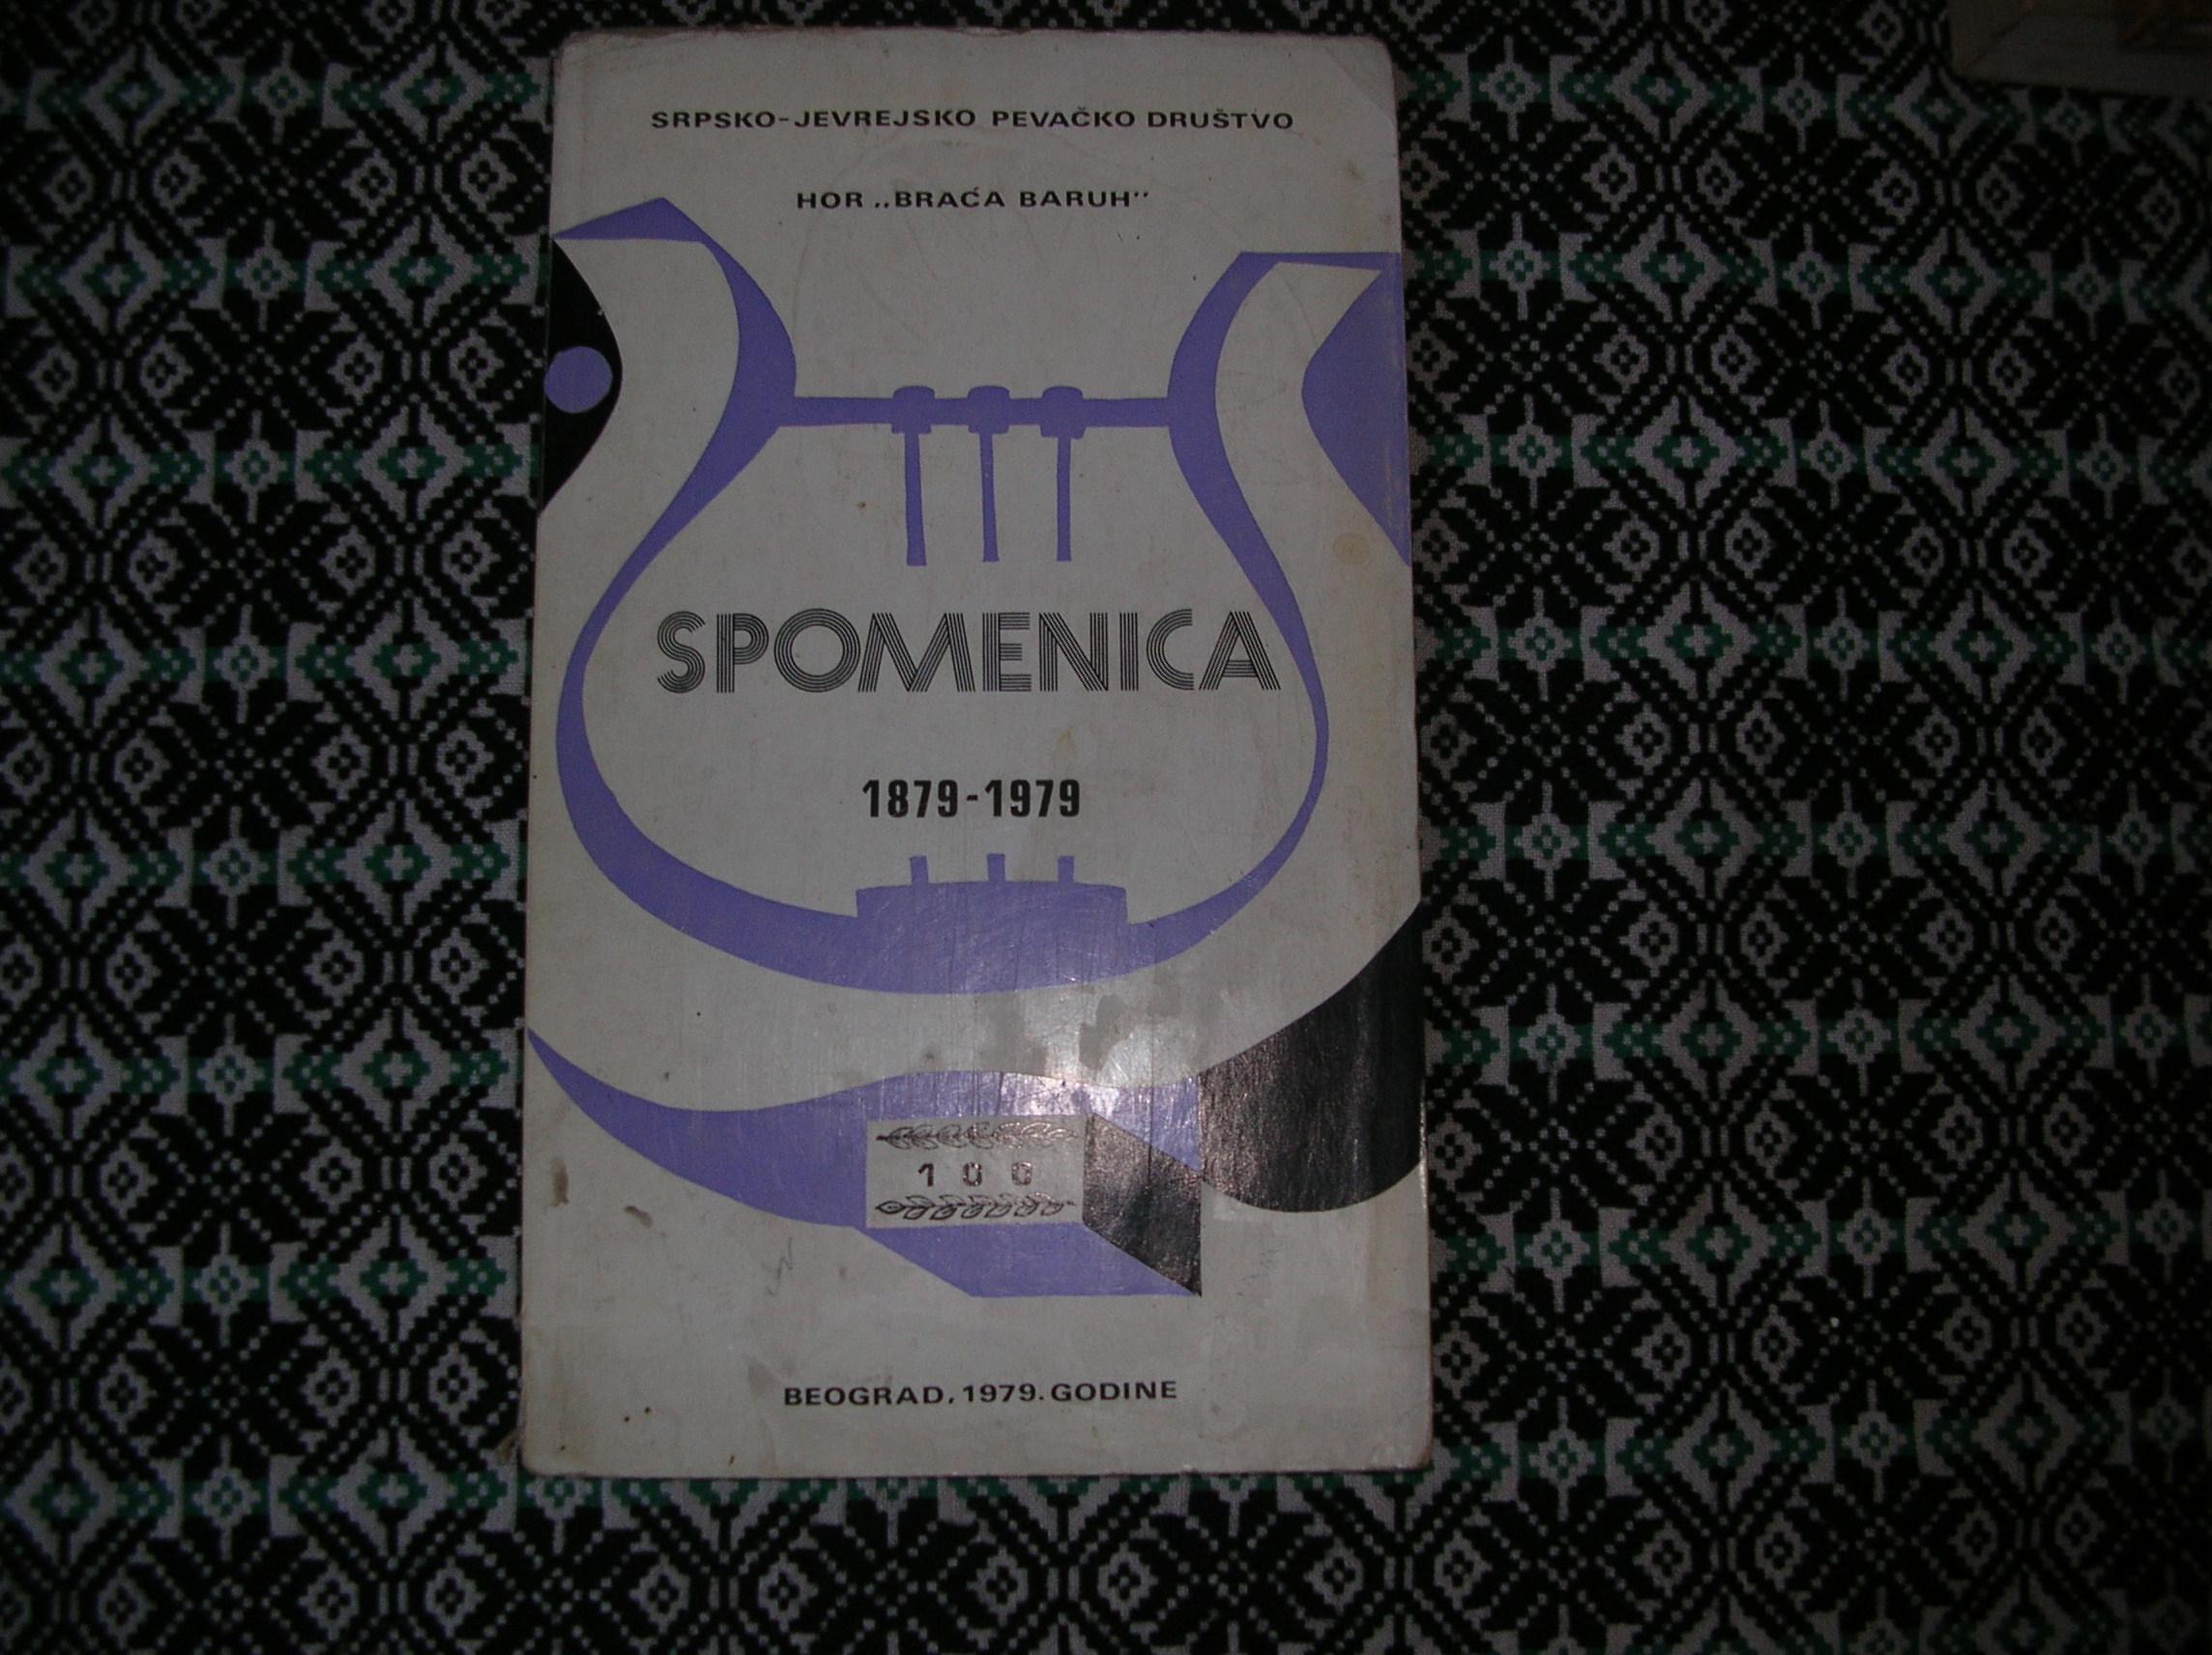 SRPSKO-JEVREJSKO PEVAČKO DRUŠTVO
HOR „BRAĆA BARUH"
SPOMENICA
1879-1979
100
BEOGRAD, 1979. GODINE